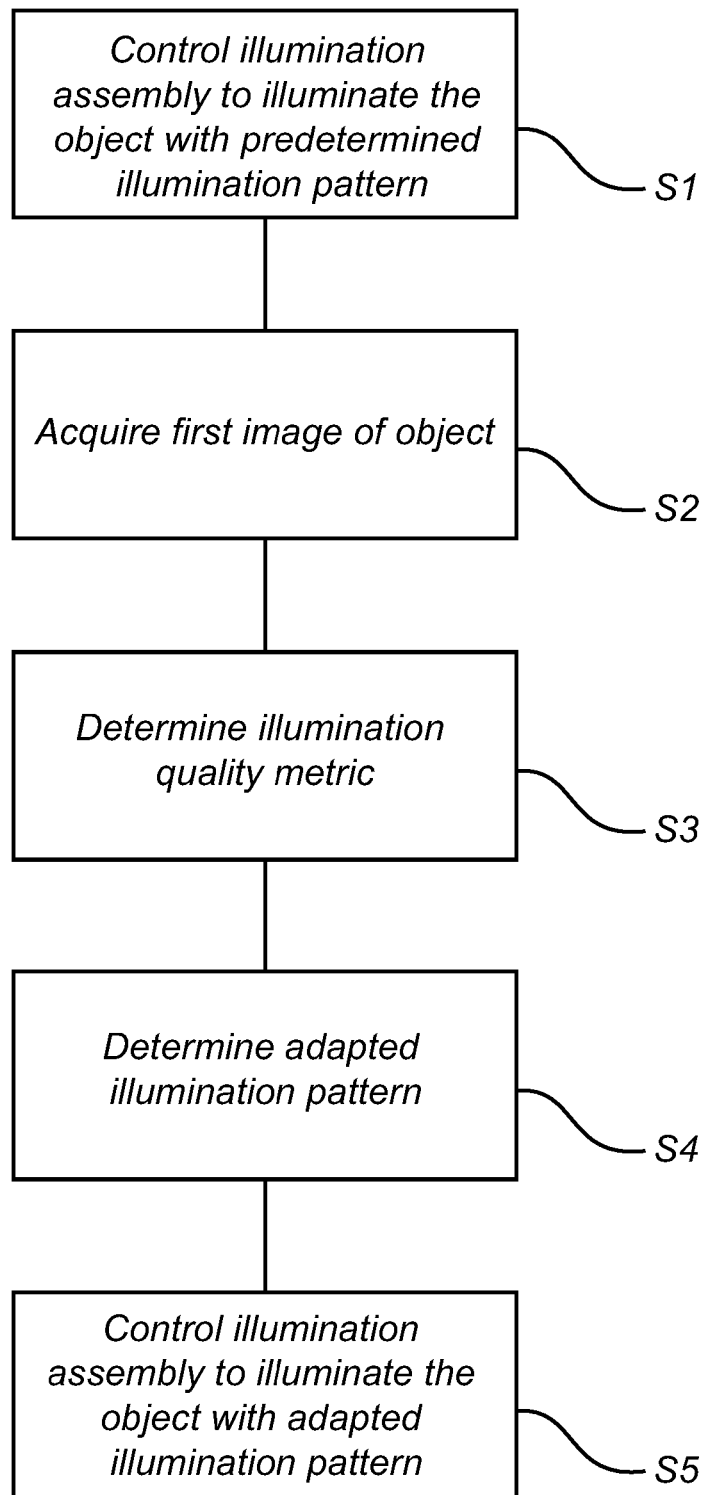 Control illumination
assembly to illuminate the
object with predetermined
illumination pattern
S1
Acquire first image of object
S2
Determine illumination
quality metric
S3
Determine adapted
illumination pattern
S4
Control illumination
assembly to illuminate the
object with adapted
illumination pattern
S5